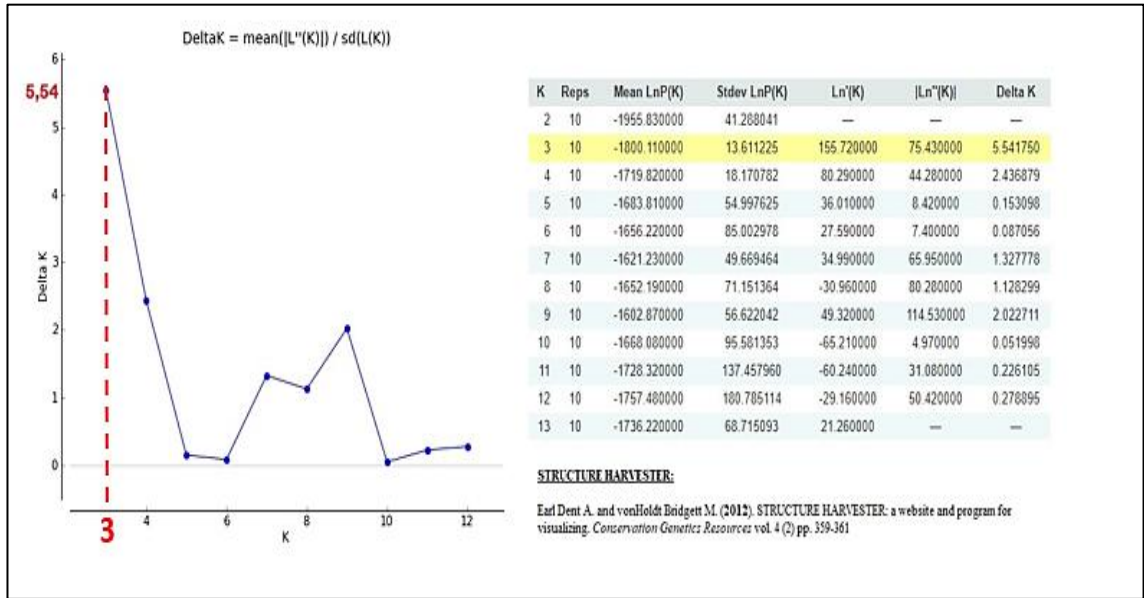 DeltaK = mean(|L"(K)|) / sd(L(K))
6
5,54
5
4
3
2
1
0
Delta K
3
4
6
8
10
12
K
K Reps Mean LnP(K) Stdev LnP(K) Ln'(K) |Ln"(K)| Delta K
2 10 -1955.830000 41.288041 — — —
3 10 -1800.110000 13.611225 155.720000 75.430000 5.541750
4 10 -1719.820000 18.170782 80.290000 44.280000 2.436879
5 10 -1683.810000 54.997625 36.010000 8.420000 0.153098
6 10 -1656.220000 85.002978 27.590000 7.400000 0.087056
7 10 -1621.230000 49.669464 34.990000 65.950000 1.327778
8 10 -1652.190000 71.151364 -30.960000 80.280000 1.128299
9 10 -1602.870000 56.622042 49.320000 114.530000 2.022711
10 10 -1668.080000 95.581353 -65.210000 4.970000 0.051998
11 10 -1728.320000 137.457960 -60.240000 31.080000 0.226105
12 10 -1757.480000 180.785114 -29.160000 50.420000 0.278895
13 10 -1736.220000 68.715093 21.260000 — —
STRUCTURE HARVESTER:
Earl Dent A. and vonHoldt Bridgett M. (2012). STRUCTURE HARVESTER: a website and program for
visualizing. Conservation Genetics Resources vol. 4 (2) pp. 359-361